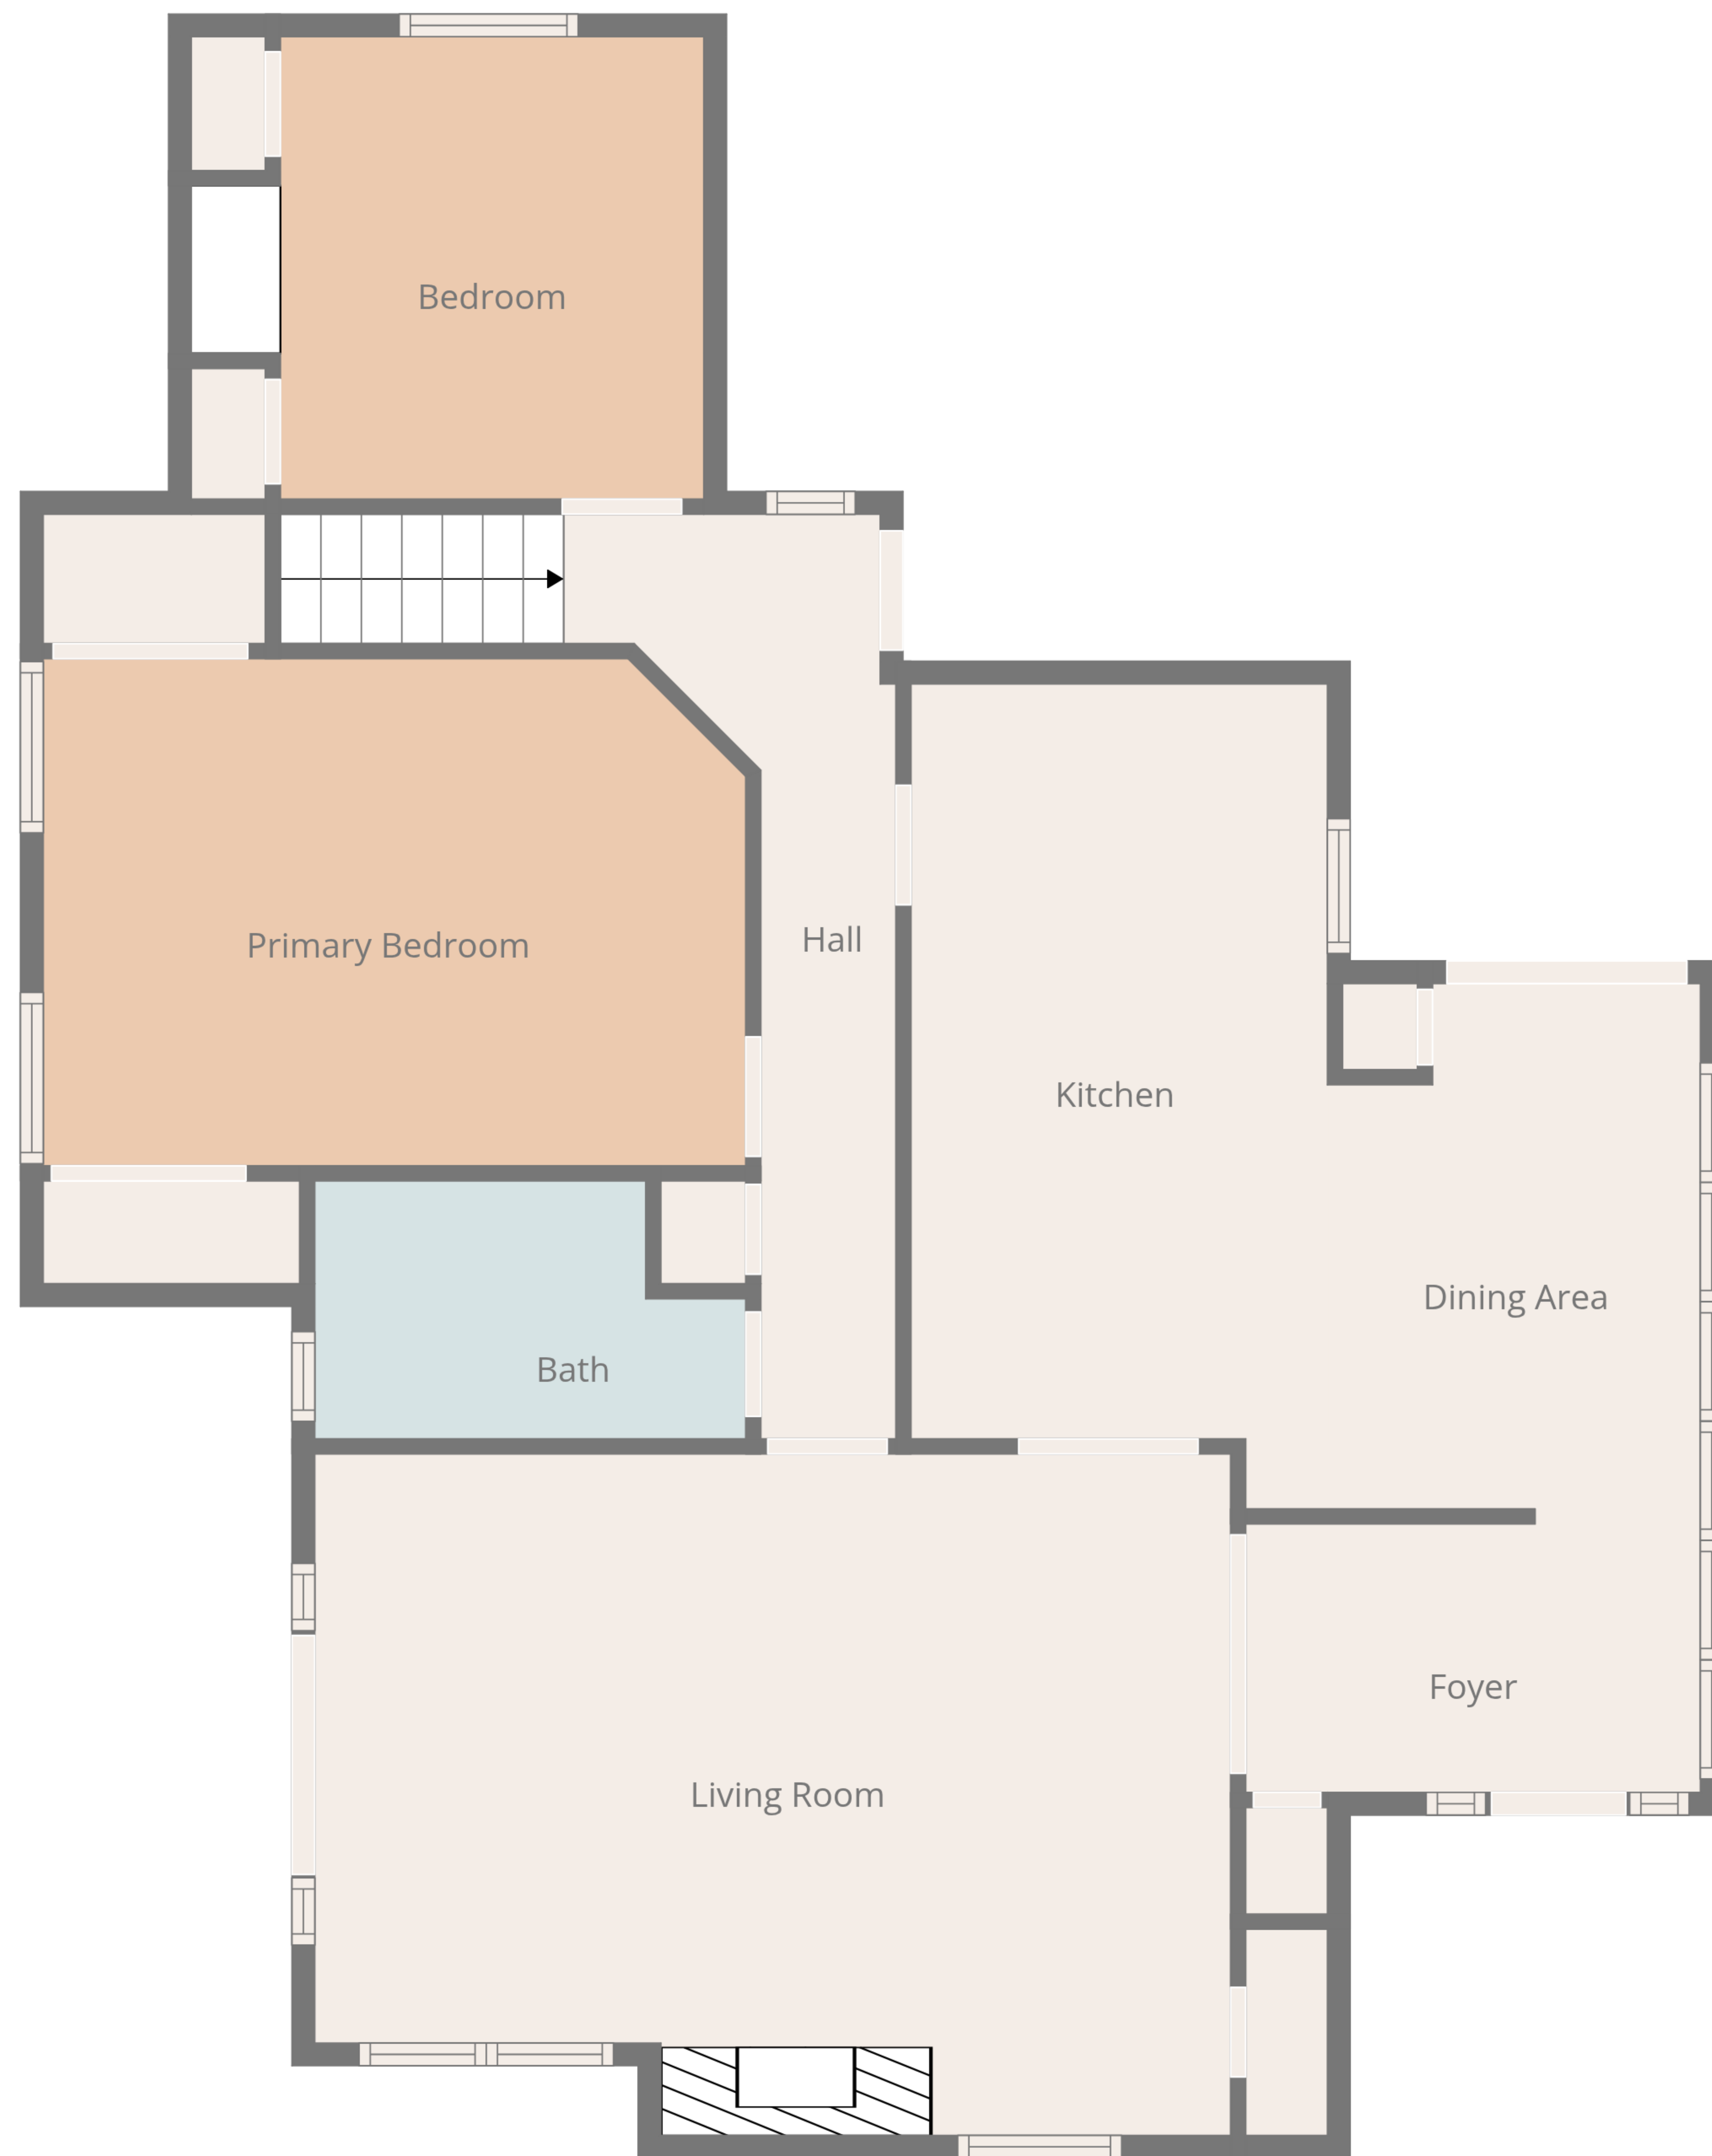 Bedroom
Hall
Primary Bedroom
Kitchen
Dining Area
Bath
Foyer
Living Room